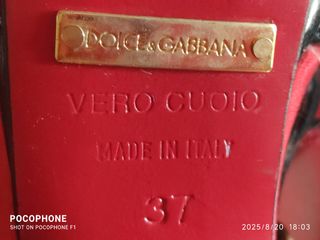 DOLCE&GABBANA
VERO CUOIO
MADE IN ITALY
37
POCOPHONE
SHOT ON POCOPHONE F1
2025/8/20 18:03